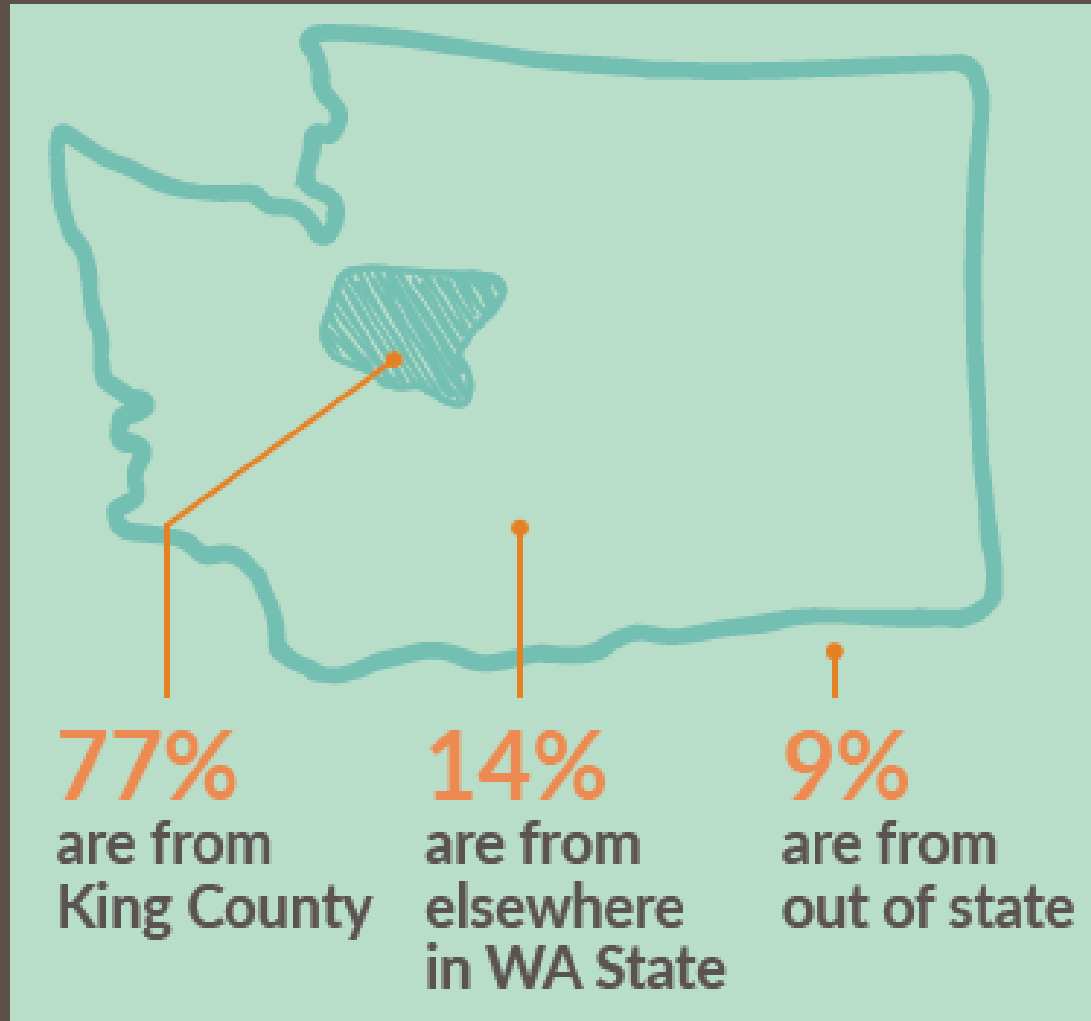 77%
are from
King County
14%
are from
elsewhere
in WA State
9%
are from
out of state